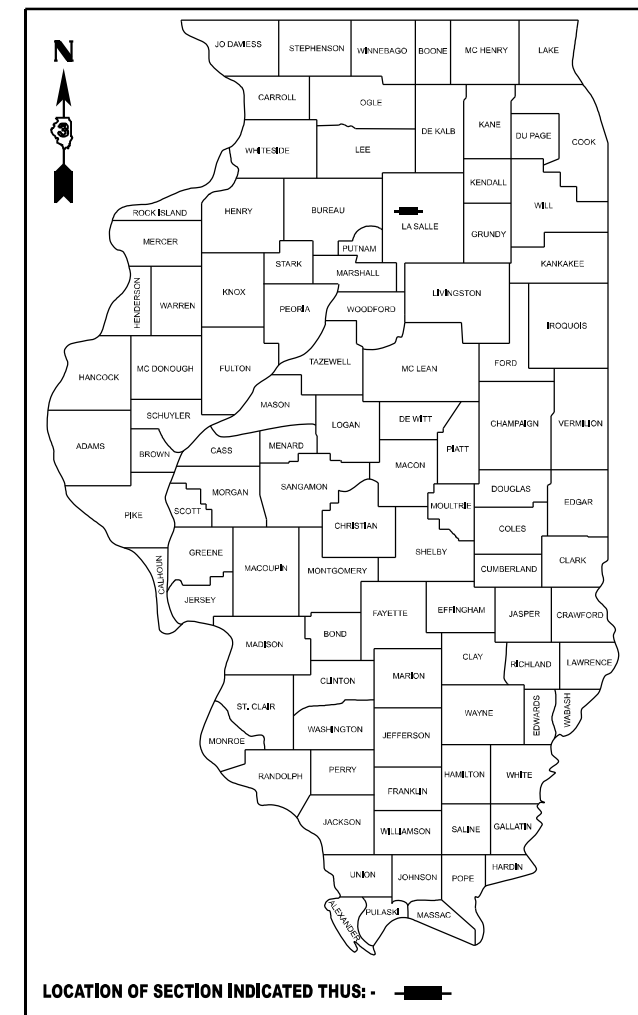 JO DAVIESS STEPHENSON WINNEBAGO BOONE MC HENRY LAKE
N
CARROLL OGLE
DE KALB KANE DU PAGE COOK
3
WHITESIDE LEE
KENDALL
ROCK ISLAND HENRY BUREAU LA SALLE WILL
PUTNAM GRUNDY
MERCER
STARK MARSHALL KANKAKEE
HENDERSON WARREN KNOX PEORIA WOODFORD LIVINGSTON
IROQUOIS
HANCOCK MC DONOUGH FULTON TAZEWELL MC LEAN FORD
MASON
SCHUYLER LOGAN DE WITT CHAMPAIGN VERMILION
ADAMS BROWN CASS MENARD PIATT
MACON
MORGAN SANGAMON DOUGLAS
PIKE SCOTT MOULTRIE EDGAR
CHRISTIAN COLES
GREENE SHELBY
CALHOUN MACOUPIN MONTGOMERY CUMBERLAND CLARK
JERSEY FAYETTE EFFINGHAM JASPER CRAWFORD
BOND
MADISON CLAY RICHLAND LAWRENCE
CLINTON MARION
ST. CLAIR WAYNE EDWARDS WABASH
WASHINGTON JEFFERSON
MONROE
RANDOLPH PERRY HAMILTON WHITE
FRANKLIN
JACKSON WILLIAMSON SALINE GALLATIN
HARDIN
UNION JOHNSON POPE
ALEXANDER PULASKI MASSAC
LOCATION OF SECTION INDICATED THUS: -